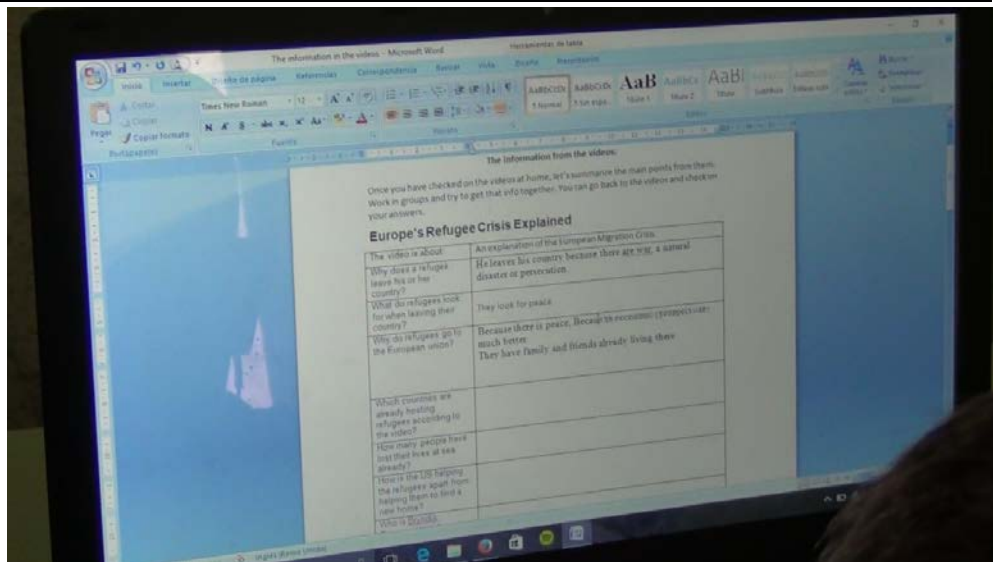 The information in the videos - Microsoft Word
Herramientas de tabla
Inicio
Insertar
Diseño de página
Referencias
Correspondencia
Revisar
Vista
Diseño
Presentación
Pegar
Cortar
Copiar
Copiar formato
Portapapeles
Times New Roman
12
N K S
Fuente
Párrafo
AaBbCcDc
AaBbCcDc
AaB
AaBbCc
AaBl
Normal
Título 1
Título 2
Título
Subtítulo
The information from the videos:
Once you have checked on the videos at home, let's summarize the main points from them.
Work in groups and try to get that info together. You can go back to the videos and check on
your answers.
Europe's Refugee Crisis Explained
The video is about:
An explanation of the European Migration Crisis.
Why does a refugee
leave his or her
country?
He leaves his country because there are war, a natural
disaster or persecution.
What do refugees look
for when leaving their
country?
They look for peace
Why do refugees go to
the European union?
Because there is peace, economic
much better
They have family and friends already living there
Which countries are
already hosting
refugees according to
the video?
How many people have
lost their lives at sea
already?
How is the US helping
the refugees apart from
helping them to find a
new home?
Who is
Inglés (Reino Unido)